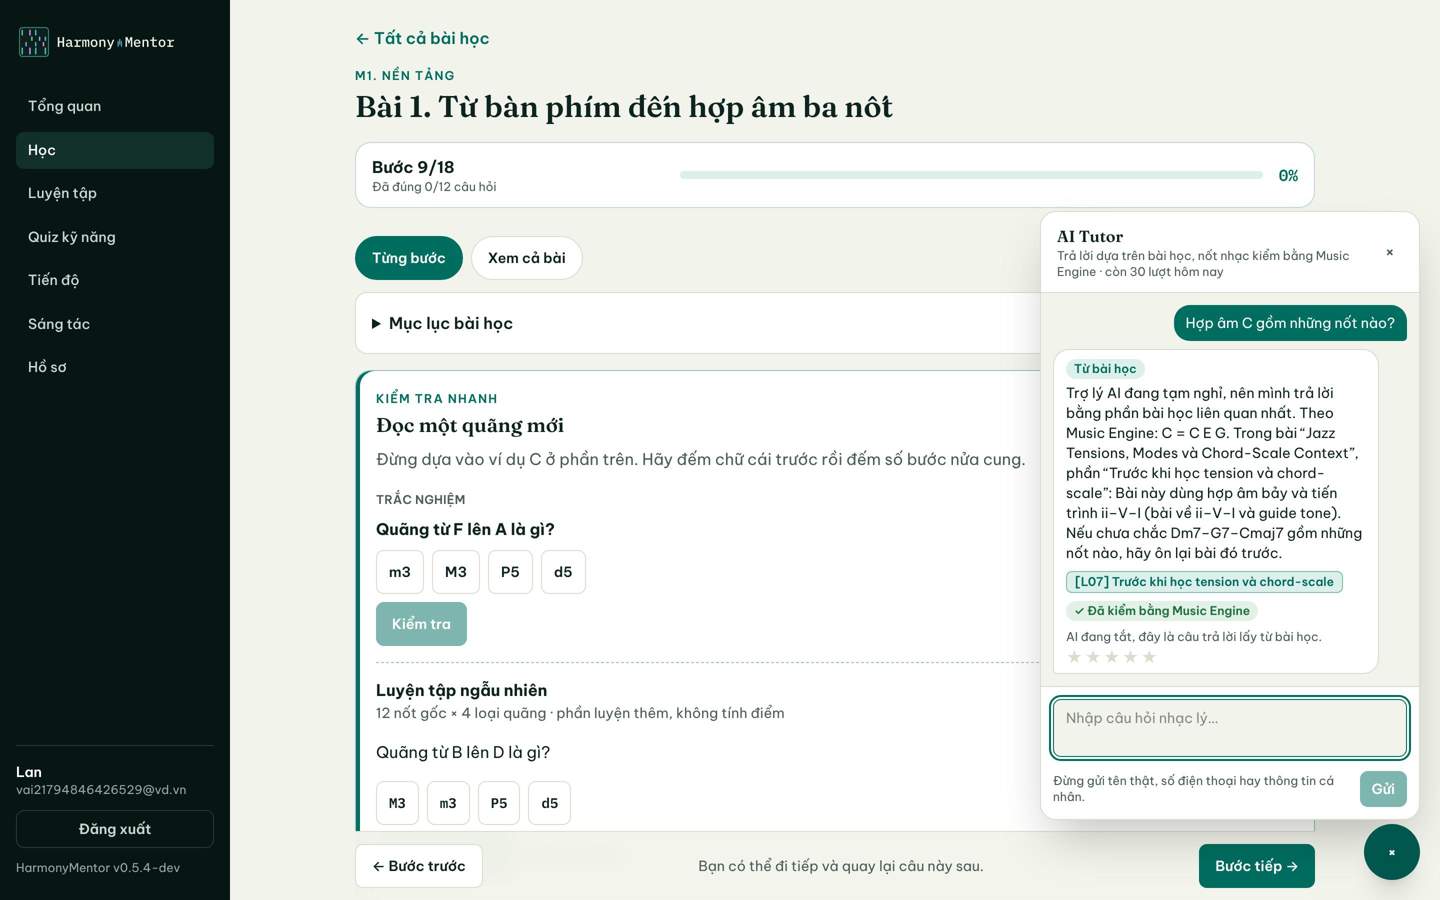 Harmony Mentor
Tổng quan
Học
Luyện tập
Quiz kỹ năng
Tiến độ
Sáng tác
Hồ sơ
Lan
vai21794846426529@vd.vn
Đăng xuất
HarmonyMentor v0.5.4-dev
← Tất cả bài học
M1. NỀN TẢNG
Bài 1. Từ bàn phím đến hợp âm ba nốt
Bước 9/18
Đã đúng 0/12 câu hỏi
0%
Từng bước
Xem cả bài
▶ Mục lục bài học
KIỂM TRA NHANH
Đọc một quãng mới
Đừng dựa vào ví dụ C ở phần trên. Hãy đếm chữ cái trước rồi đếm số bước nửa cung.
TRẮC NGHIỆM
Quãng từ F lên A là gì?
m3 M3 P5 d5
Kiểm tra
Luyện tập ngẫu nhiên
12 nốt gốc × 4 loại quãng · phần luyện thêm, không tính điểm
Quãng từ B lên D là gì?
M3 m3 P5 d5
← Bước trước
Bạn có thể đi tiếp và quay lại câu này sau.
Bước tiếp →
AI Tutor
Trả lời dựa trên bài học, nốt nhạc kiểm bằng Music
Engine · còn 30 lượt hôm nay
×
Hợp âm C gồm những nốt nào?
Từ bài học
Trợ lý AI đang tạm nghỉ, nên mình trả lời
bằng phần bài học liên quan nhất. Theo
Music Engine: C = C E G. Trong bài “Jazz
Tensions, Modes và Chord-Scale Context”,
phần “Trước khi học tension và chord-
scale”: Bài này dùng hợp âm bảy và tiến
trình ii–V–I (bài về ii–V–I và guide tone).
Nếu chưa chắc Dm7–G7–Cmaj7 gồm những
nốt nào, hãy ôn lại bài đó trước.
[L07] Trước khi học tension và chord-scale
✓ Đã kiểm bằng Music Engine
AI đang tắt, đây là câu trả lời lấy từ bài học.
★★★★★
Nhập câu hỏi nhạc lý...
Đừng gửi tên thật, số điện thoại hay thông tin cá
nhân.
Gửi
×